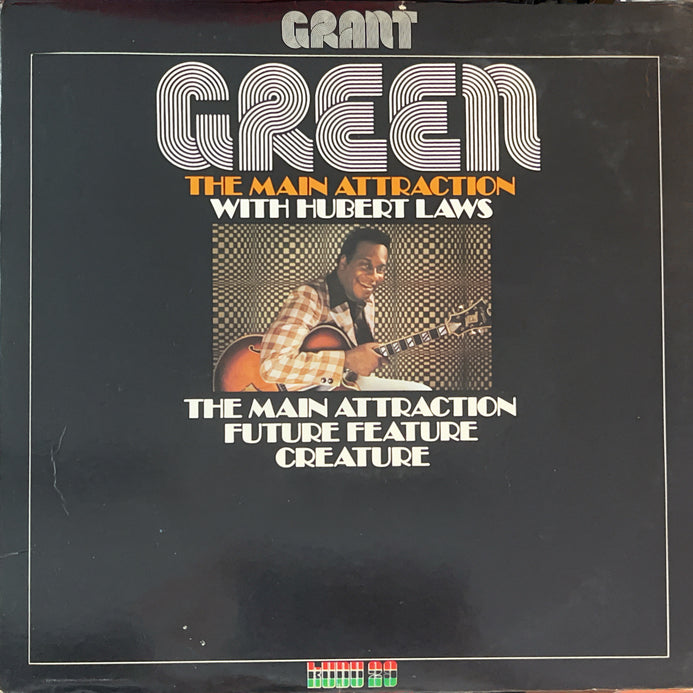 GRANT
GREEN
THE MAIN ATTRACTION
WITH HUBERT LAWS
THE MAIN ATTRACTION
FUTURE FEATURE
CREATURE
KUDU 29